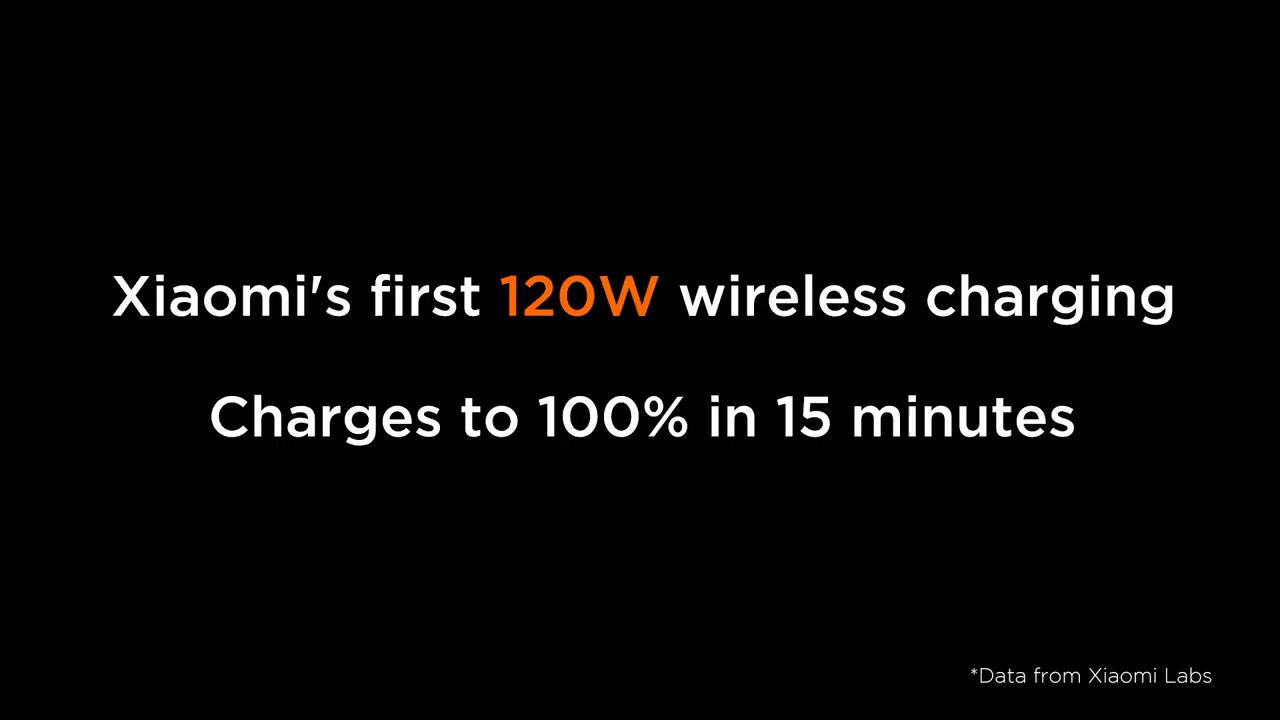 Xiaomi's first 120W wireless charging
Charges to 100% in 15 minutes
*Data from Xiaomi Labs